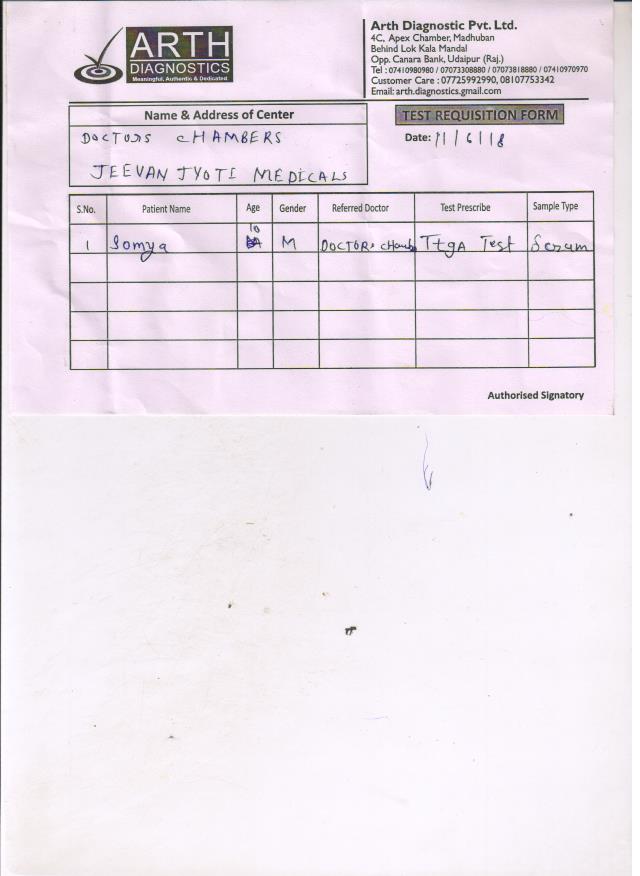 ARTH
DIAGNOSTICS
Meaningful, Authentic & Dedicated
Arth Diagnostic Pvt. Ltd.
4C, Apex Chamber, Madhuban
Behind Lok Kala Mandal
Opp. Canara Bank, Udaipur (Raj.)
Tel : 07410980980 / 07073308880 / 07073818880 / 07410970970
Customer Care : 07725992990, 08107753342
Email: arth.diagnostics.gmail.com
Name & Address of Center
DOCTORS CHAMBERS
JEEVAN JYOTI MEDICALS
TEST REQUISITION FORM
Date: /6/18
S.No. Patient Name Age Gender Referred Doctor Test Prescribe Sample Type
1 Somya 10 M DOCTORS TtgA Test Serum
Authorised Signatory